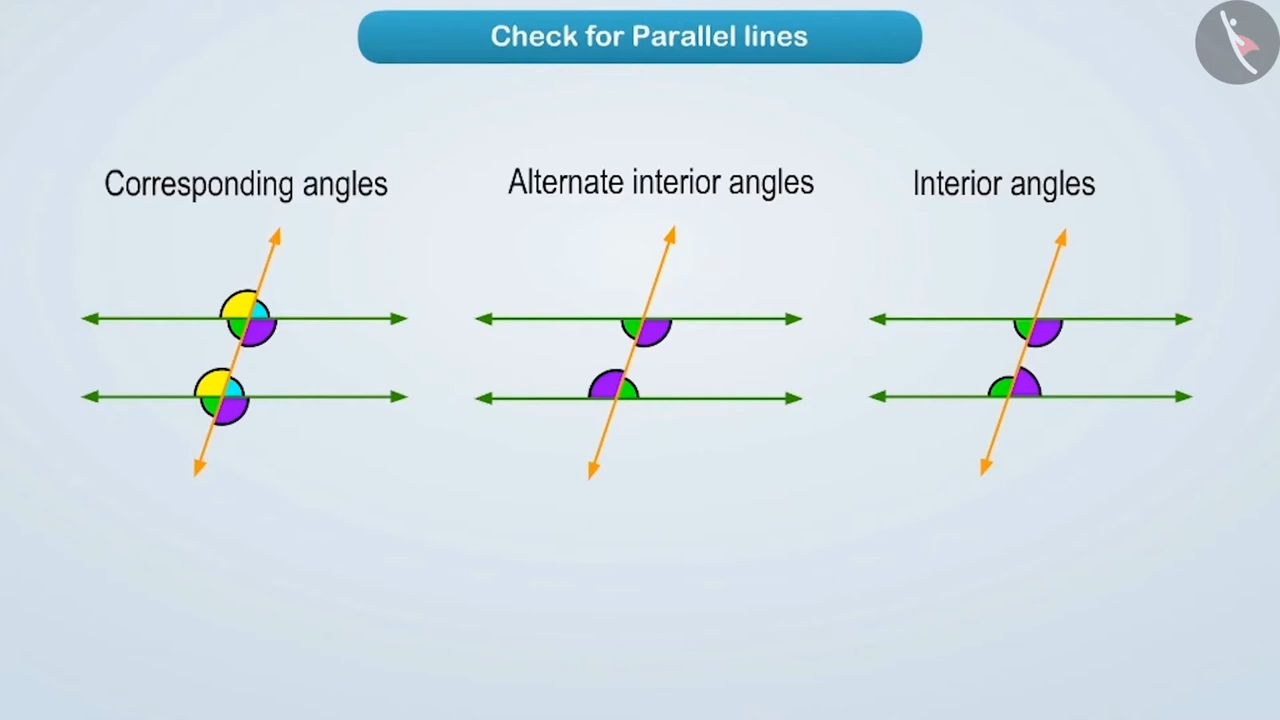 Check for Parallel lines
Corresponding angles
Alternate interior angles
Interior angles